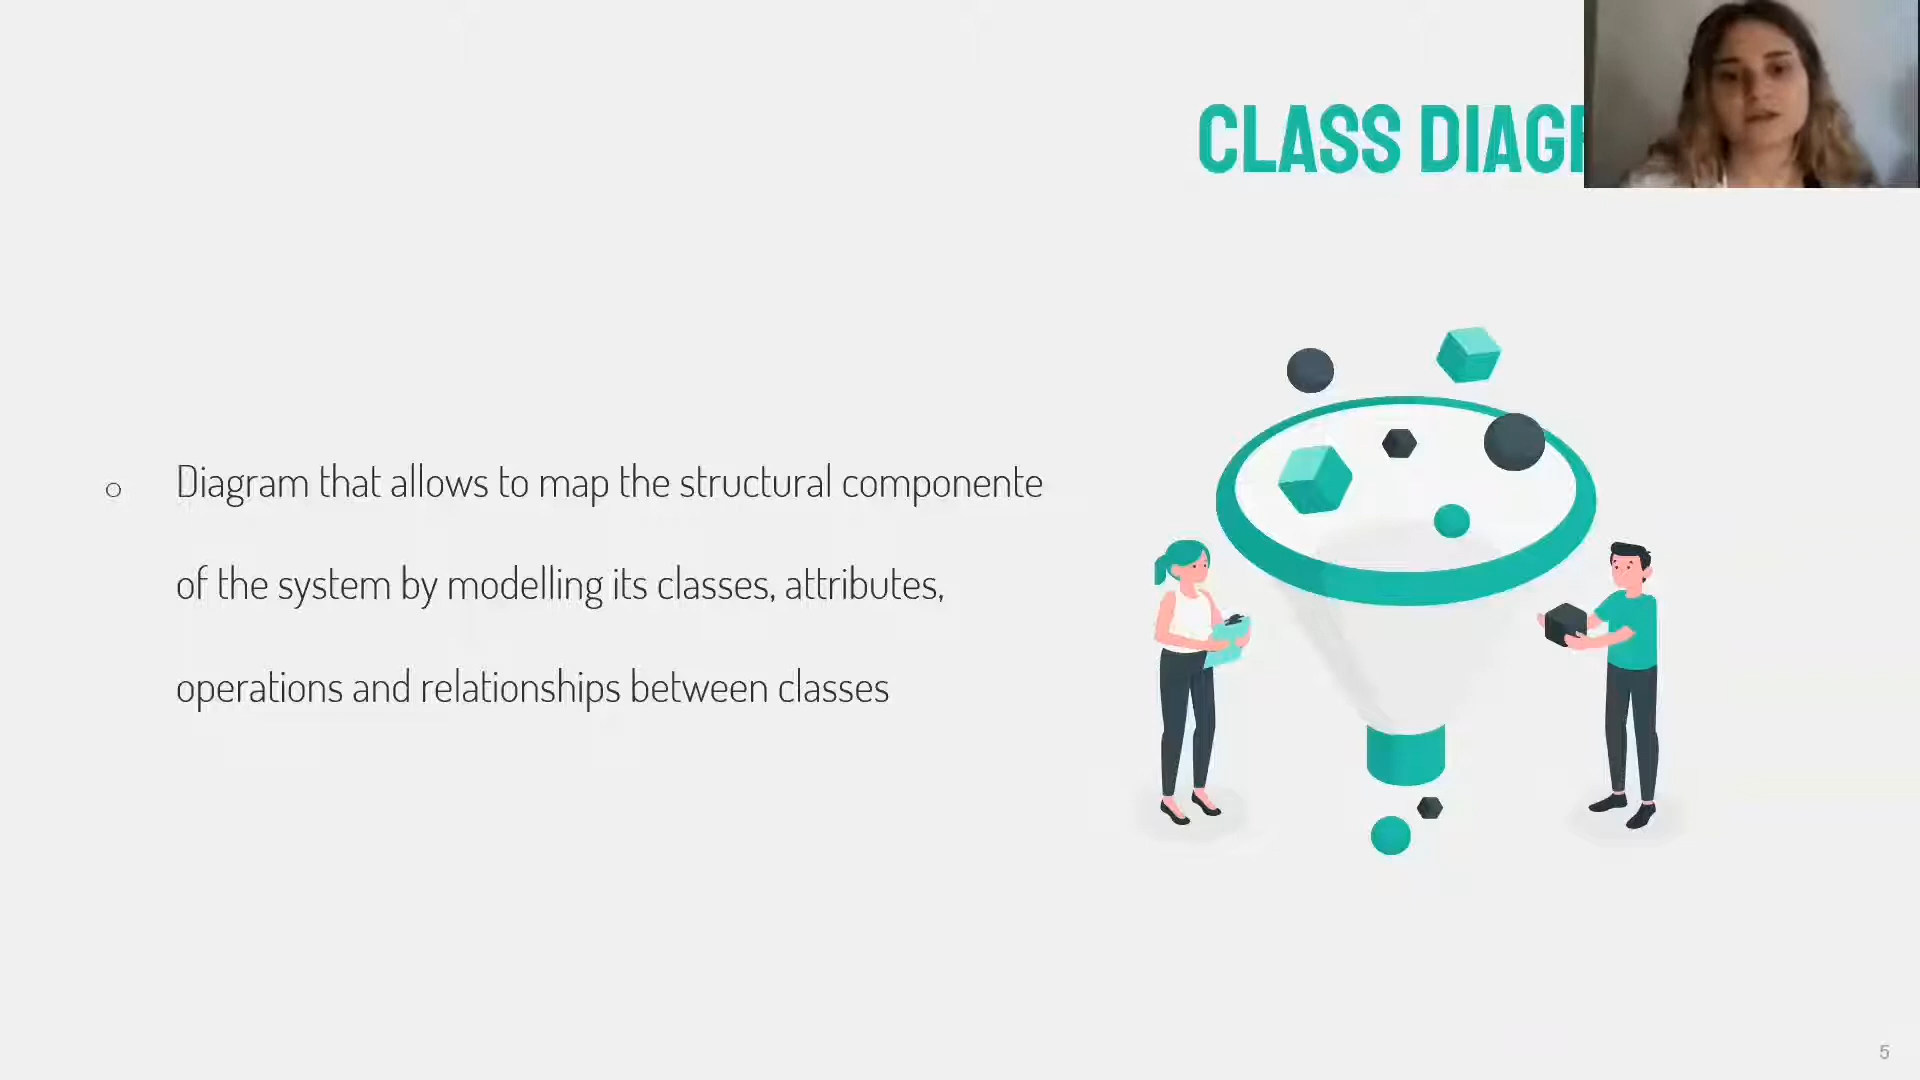 CLASS
○ Diagram that allows to map the structural componente
of the system by modelling its classes, attributes,
operations and relationships between classes
5